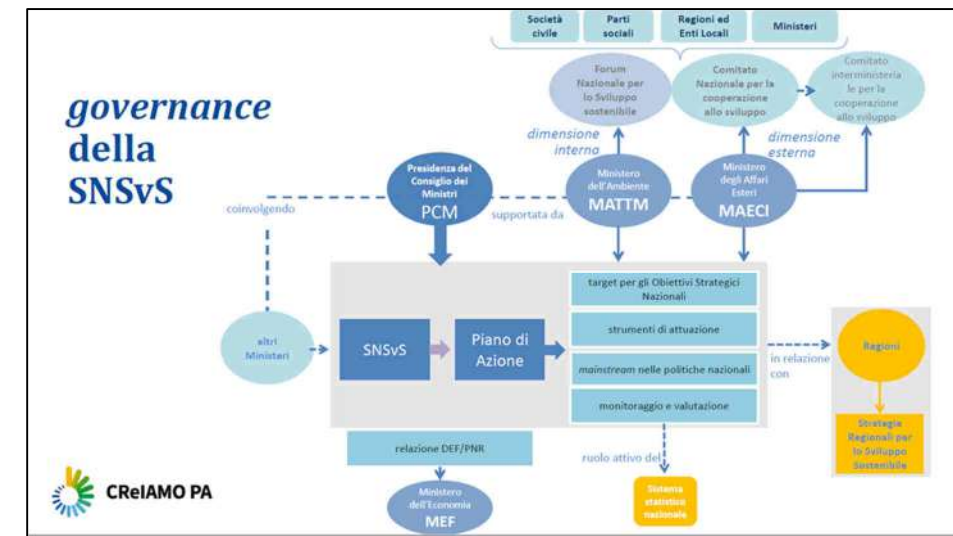 Società
civile
Parti
sociali
Regioni ed
Enti Locali
Ministeri
Forum
Nazionale per
lo Sviluppo
sostenibile
Comitato
Nazionale per la
cooperazione
allo sviluppo
Comitato
interministeria
le per la
cooperazione
allo sviluppo
governance
della
SNSvS
dimensione
interna
dimensione
esterna
Presidenza del
Consiglio dei
Ministri
PCM
Ministero
dell'Ambiente
MATTM
Ministero
degli Affari
Esteri
MAECI
coinvolgendo
supportata da
altri
Ministeri
SNSvS
Piano di
Azione
target per gli Obiettivi Strategici
Nazionali
strumenti di attuazione
mainstream nelle politiche nazionali
monitoraggio e valutazione
in relazione
con
Regioni
Strategie
Regionali per
lo Sviluppo
Sostenibile
relazione DEF/PNR
ruolo attivo del
Ministero
dell'Economia
MEF
Sistema
statistico
nazionale
CReIAMO PA